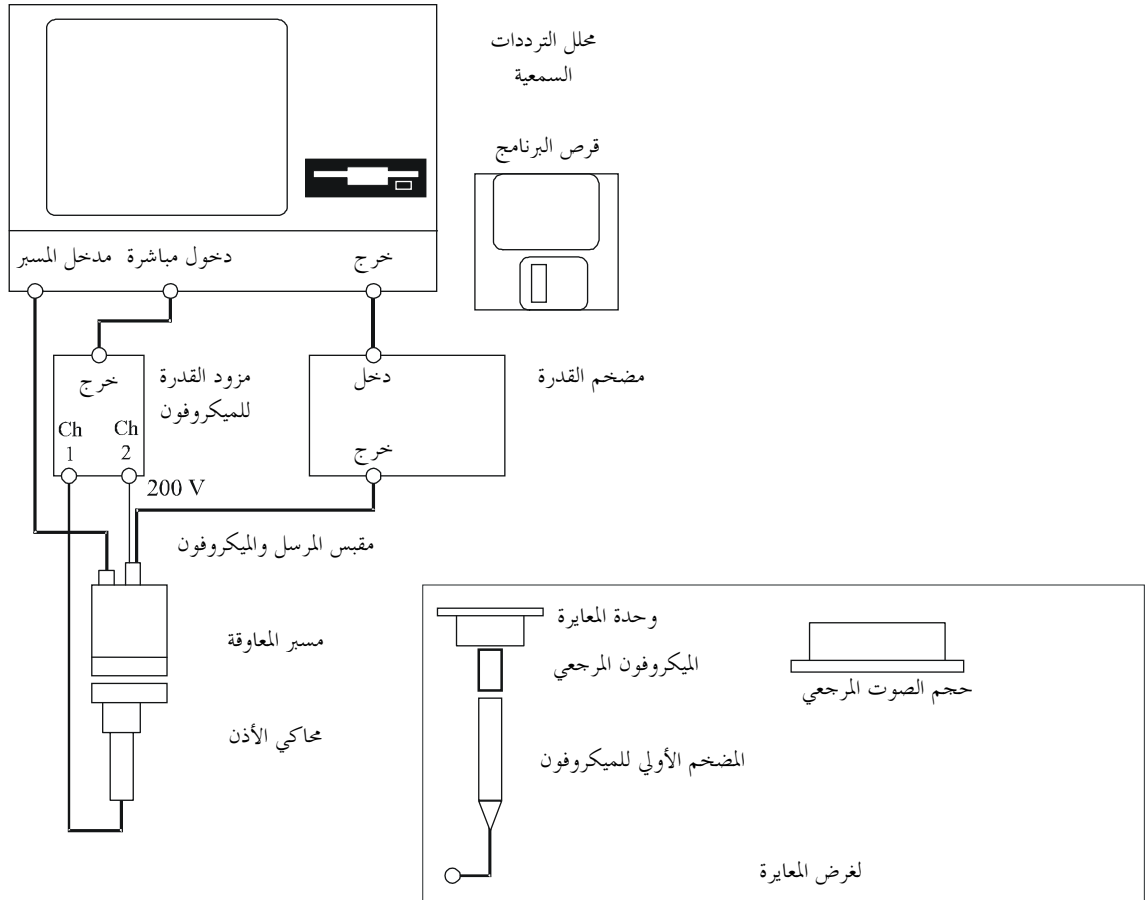 محلل الترددات
السمعية
قرص البرنامج
مدخل المسبر
دخول مباشرة
خرج
خرج
مزود القدرة
للميكروفون
Ch
1
Ch
2
200 V
دخل
خرج
مضخم القدرة
مقبس المرسل والميكروفون
مسبر المعاوقة
محاكي الأذن
وحدة المعايرة
الميكروفون المرجعي
المضخم الأولي للميكروفون
حجم الصوت المرجعي
لغرض المعايرة